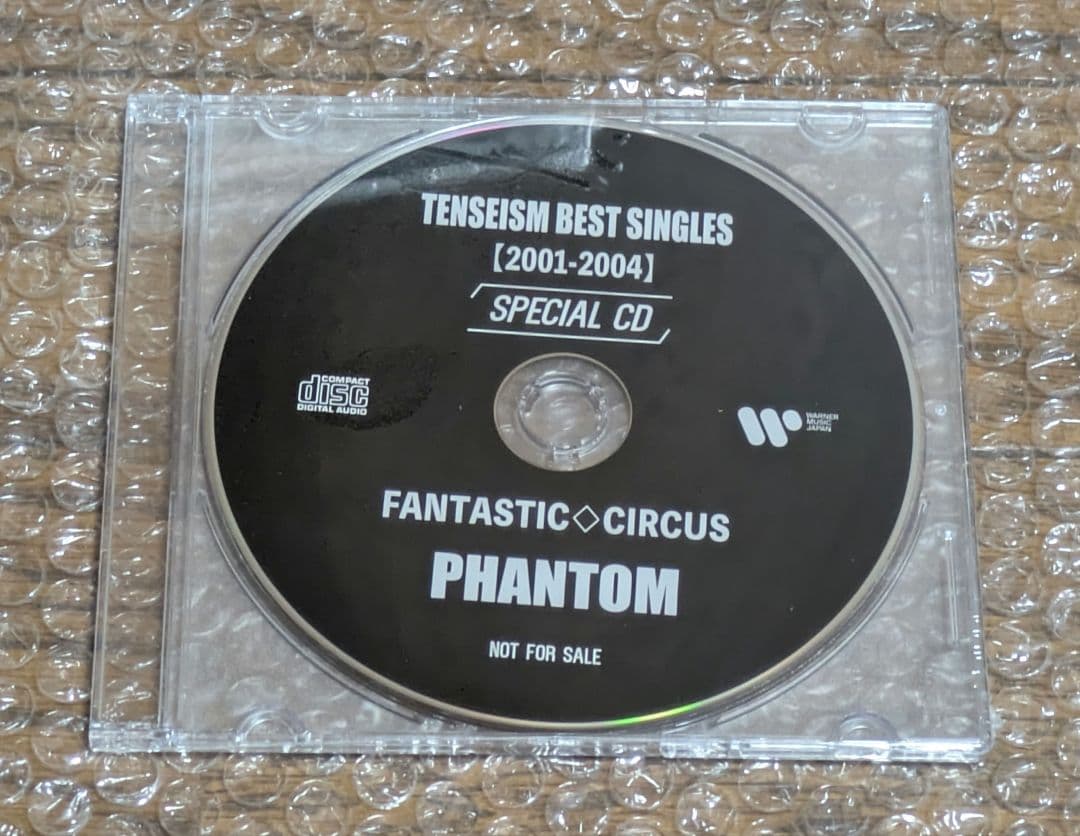 TENSEISM BEST SINGLES
【2001-2004】
SPECIAL CD
COMPACT
disc
DIGITAL AUDIO
WARNER
MUSIC
JAPAN
FANTASTIC◇CIRCUS
PHANTOM
NOT FOR SALE